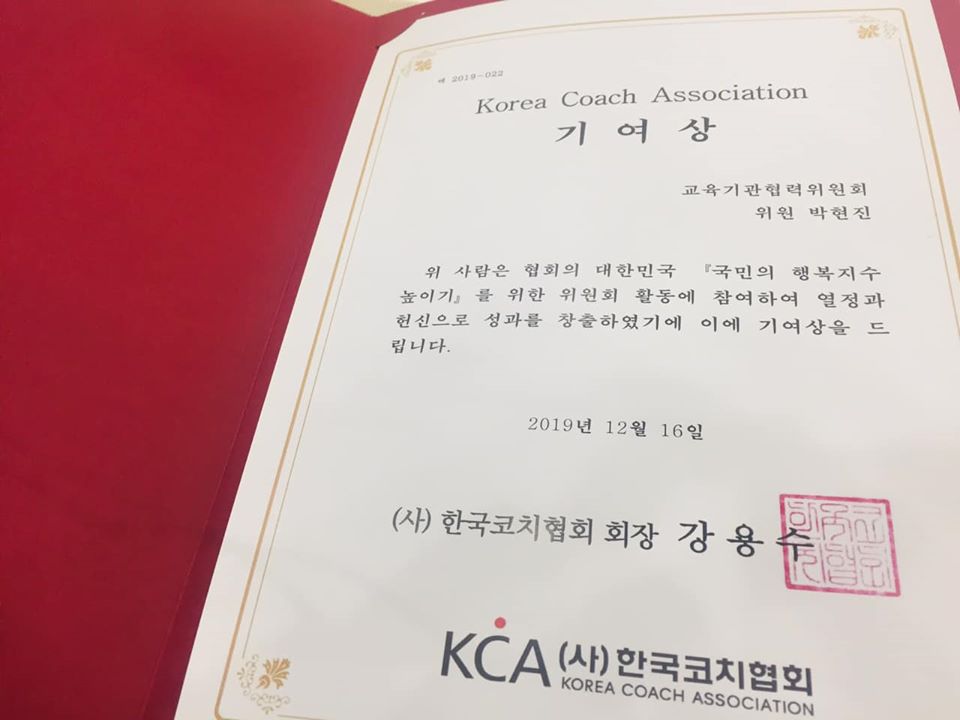 제 2019-022
Korea Coach Association
기 여 상
교육기관협력위원회
위원 박현진
위 사람은 협회의 대한민국 『국민의 행복지수
높이기』를 위한 위원회 활동에 참여하여 열정과
헌신으로 성과를 창출하였기에 이에 기여상을 드
립니다.
2019년 12월 16일
(사) 한국코치협회 회장 강 용 수
KCA (사)한국코치협회
KOREA COACH ASSOCIATION